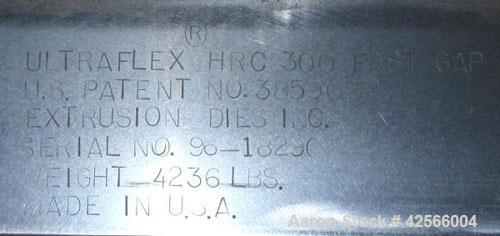 ®
ULTRAFLEX HRC 300 FAST GAP
U.S. PATENT NO.
EXTRUSION DIES INC.
SERIAL NO.
WEIGHT 4236 LBS.
MADE IN U.S.A.
Stock # 42566004